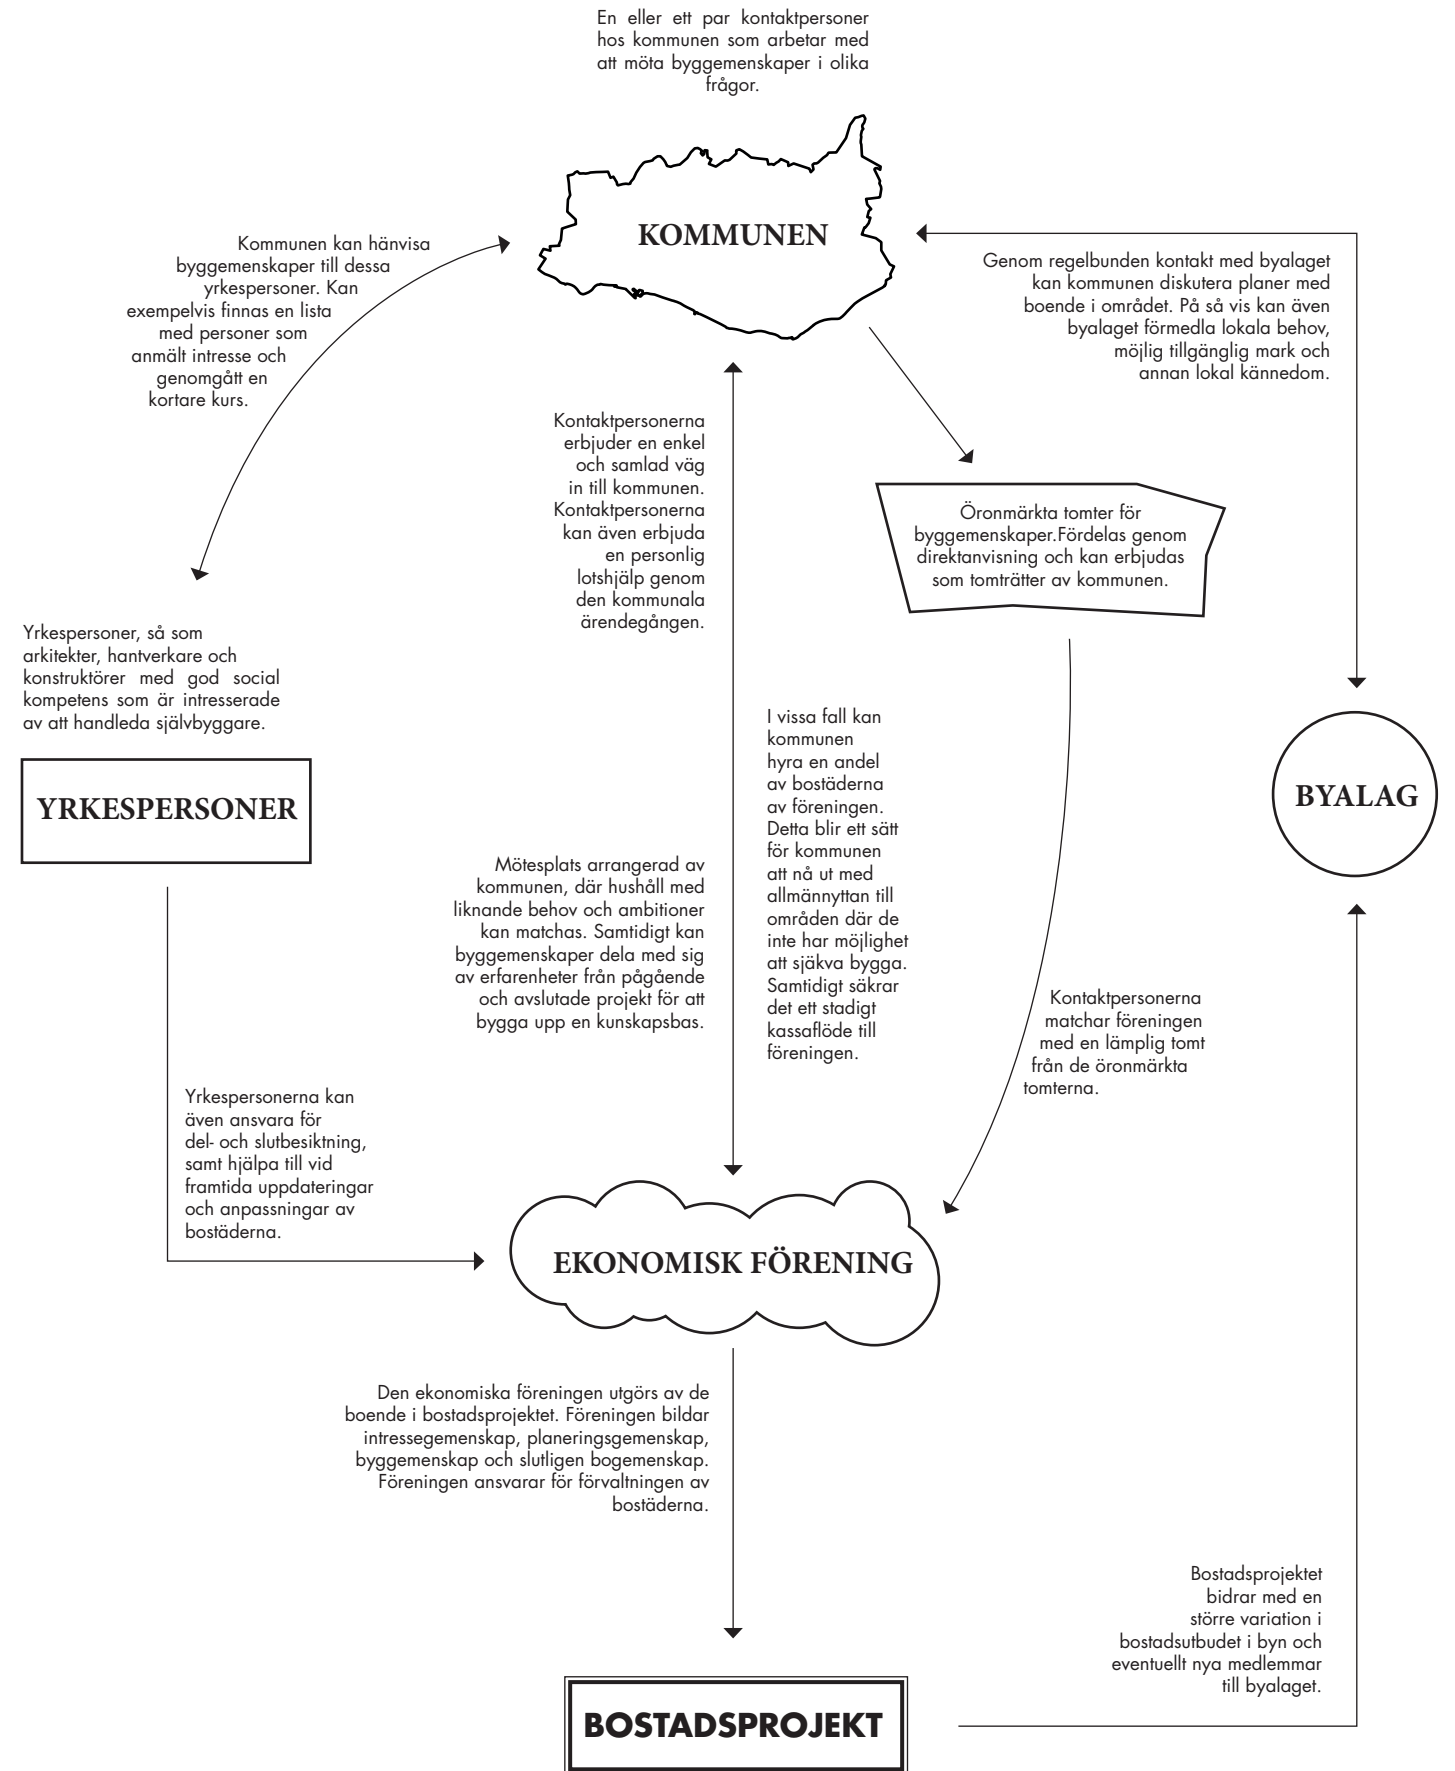 En eller ett par kontaktpersoner
hos kommunen som arbetar med
att möta byggemenskaper i olika
frågor.
KOMMUNEN
Kommunen kan hänvisa
byggemenskaper till dessa
yrkespersoner. Kan
exempelvis finnas en lista
med personer som
anmält intresse och
genomgått en
kortare kurs.
Genom regelbunden kontakt med byalaget
kan kommunen diskutera planer med
boende i området. På så vis kan även
byalaget förmedla lokala behov,
möjlig tillgänglig mark och
annan lokal kännedom.
Kontaktpersonerna
erbjuder en enkel
och samlad väg
in till kommunen.
Kontaktpersonerna
kan även erbjuda
en personlig
lotshjälp genom
den kommunala
ärendegången.
Öronmärkta tomter för
byggemenskaper.Fördelas genom
direktanvisning och kan erbjudas
som tomträtter av kommunen.
Yrkespersoner, så som
arkitekter, hantverkare och
konstruktörer med god social
kompetens som är intresserade
av att handleda självbyggare.
YRKESPERSONER
I vissa fall kan
kommunen
hyra en andel
av bostäderna
av föreningen.
Detta blir ett sätt
för kommunen
att nå ut med
allmännyttan till
områden där de
inte har möjlighet
att sjäkva bygga.
Samtidigt säkrar
det ett stadigt
kassaflöde till
föreningen.
BYALAG
Mötesplats arrangerad av
kommunen, där hushåll med
liknande behov och ambitioner
kan matchas. Samtidigt kan
byggemenskaper dela med sig
av erfarenheter från pågående
och avslutade projekt för att
bygga upp en kunskapsbas.
Kontaktpersonerna
matchar föreningen
med en lämplig tomt
från de öronmärkta
tomterna.
Yrkespersonerna kan
även ansvara för
del- och slutbesiktning,
samt hjälpa till vid
framtida uppdateringar
och anpassningar av
bostäderna.
EKONOMISK FÖRENING
Den ekonomiska föreningen utgörs av de
boende i bostadsprojektet. Föreningen bildar
intressegemenskap, planeringsgemenskap,
byggemenskap och slutligen bogemenskap.
Föreningen ansvarar för förvaltningen av
bostäderna.
Bostadsprojektet
bidrar med en
större variation i
bostadsutbudet i byn och
eventuellt nya medlemmar
till byalaget.
BOSTADSPROJEKT